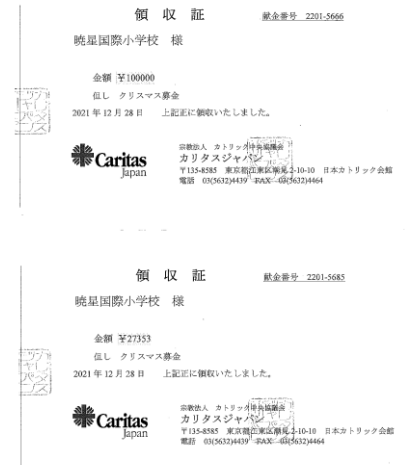 領 収 証
献金番号 2201-5666
暁星国際小学校 様
金額 ¥100000
但し クリスマス募金
2021 年 12 月 28 日 上記正に領収いたしました。
Caritas
Japan
宗教法人 カトリック中央協議会
カリタスジャパン
〒135-8585 東京都江東区潮見 2-10-10 日本カトリック会館
電話 03(5632)4439 FAX 03(5632)4464
領 収 証
献金番号 2201-5685
暁星国際小学校 様
金額 ¥27353
但し クリスマス募金
2021 年 12 月 28 日 上記正に領収いたしました。
Caritas
Japan
宗教法人 カトリック中央協議会
カリタスジャパン
〒135-8585 東京都江東区潮見 2-10-10 日本カトリック会館
電話 03(5632)4439 FAX 03(5632)4464